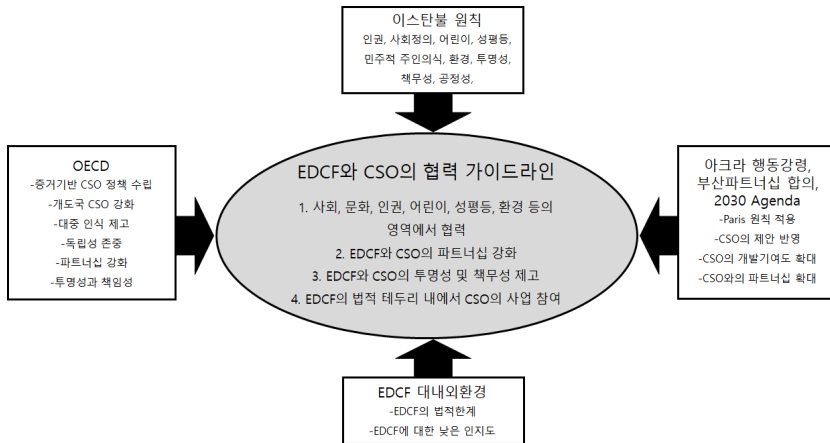 이스탄불 원칙
인권, 사회정의, 어린이, 성평등,
민주적 주인의식, 환경, 투명성,
책무성, 공정성,
OECD
-증거기반 CSO 정책 수립
-개도국 CSO 강화
-대중 인식 제고
-독립성 존중
-파트너십 강화
-투명성과 책임성
EDCF와 CSO의 협력 가이드라인
1. 사회, 문화, 인권, 어린이, 성평등, 환경 등의
영역에서 협력
2. EDCF와 CSO의 파트너십 강화
3. EDCF와 CSO의 투명성 및 책무성 제고
4. EDCF의 법적 테두리 내에서 CSO의 사업 참여
아크라 행동강령,
부산파트너십 합의,
2030 Agenda
-Paris 원칙 적용
-CSO의 제안 반영
-CSO의 개발기여도 확대
-CSO와의 파트너십 확대
EDCF 대내외환경
-EDCF의 법적한계
-EDCF에 대한 낮은 인지도